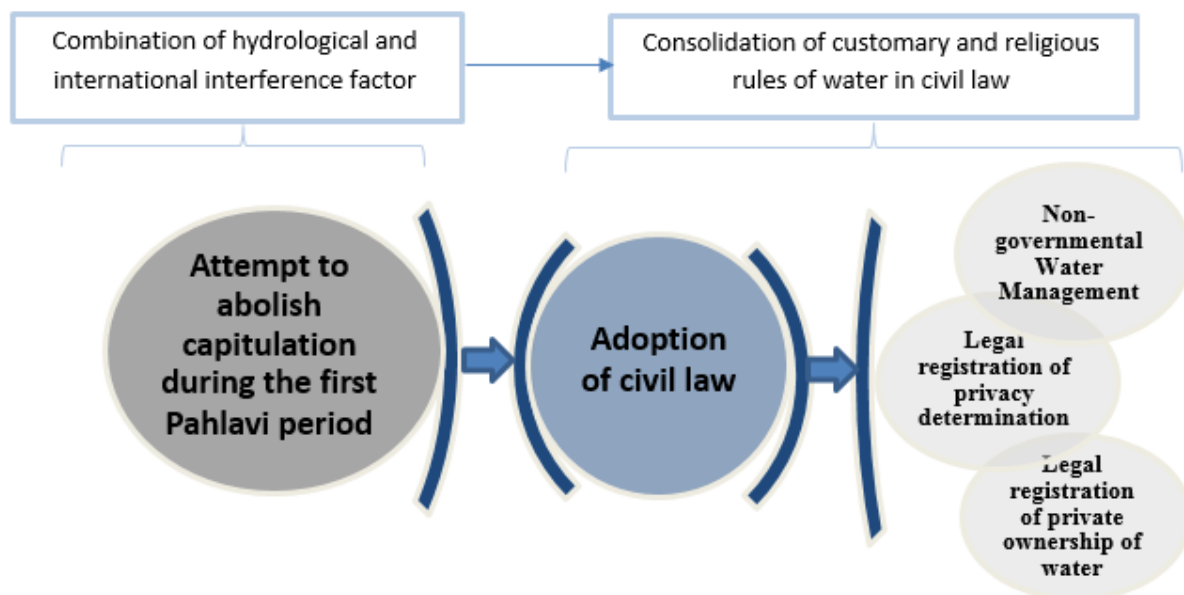 Combination of hydrological and
international interference factor
Consolidation of customary and religious
rules of water in civil law
Attempt to
abolish
capitulation
during the first
Pahlavi period
Adoption
of civil law
Non-
governmental
Water
Management
Legal
registration of
privacy
determination
Legal
registration
of private
ownership of
water